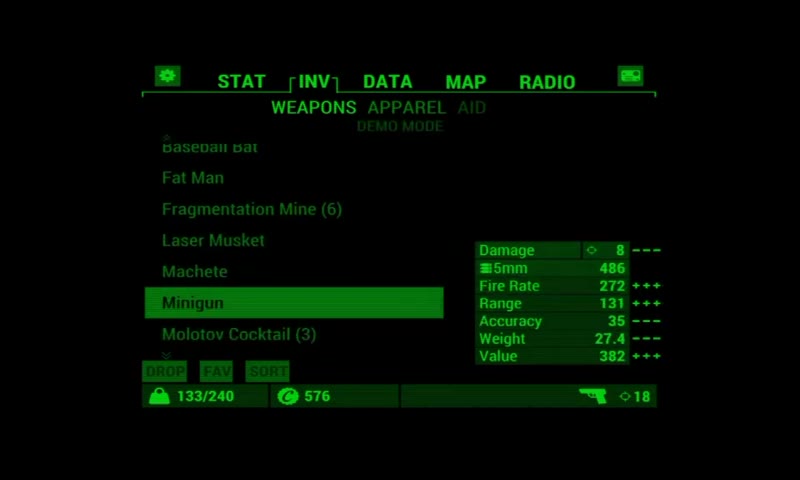 STAT INV DATA MAP RADIO
WEAPONS APPAREL AID
DEMO MODE
Baseball Bat
Fat Man
Fragmentation Mine (6)
Laser Musket
Machete
Minigun
Molotov Cocktail (3)
Damage 8 ---
5mm 486
Fire Rate 272 +++
Range 131 +++
Accuracy 35 ---
Weight 27.4 ---
Value 382 +++
DROP FAV SORT
133/240 576 18